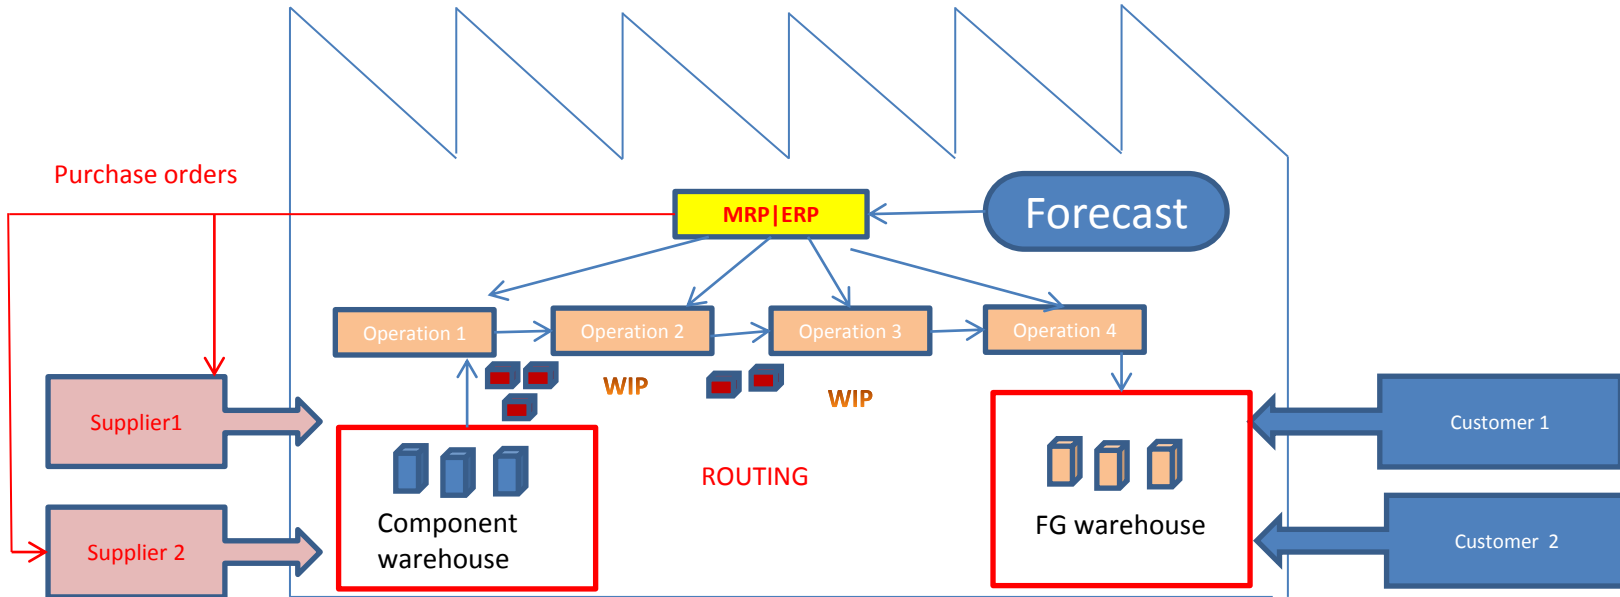 Purchase orders
MRP|ERP
Forecast
Operation 1
Operation 2
Operation 3
Operation 4
WIP
WIP
Supplier1
Customer 1
ROUTING
Component
warehouse
FG warehouse
Supplier 2
Customer  2